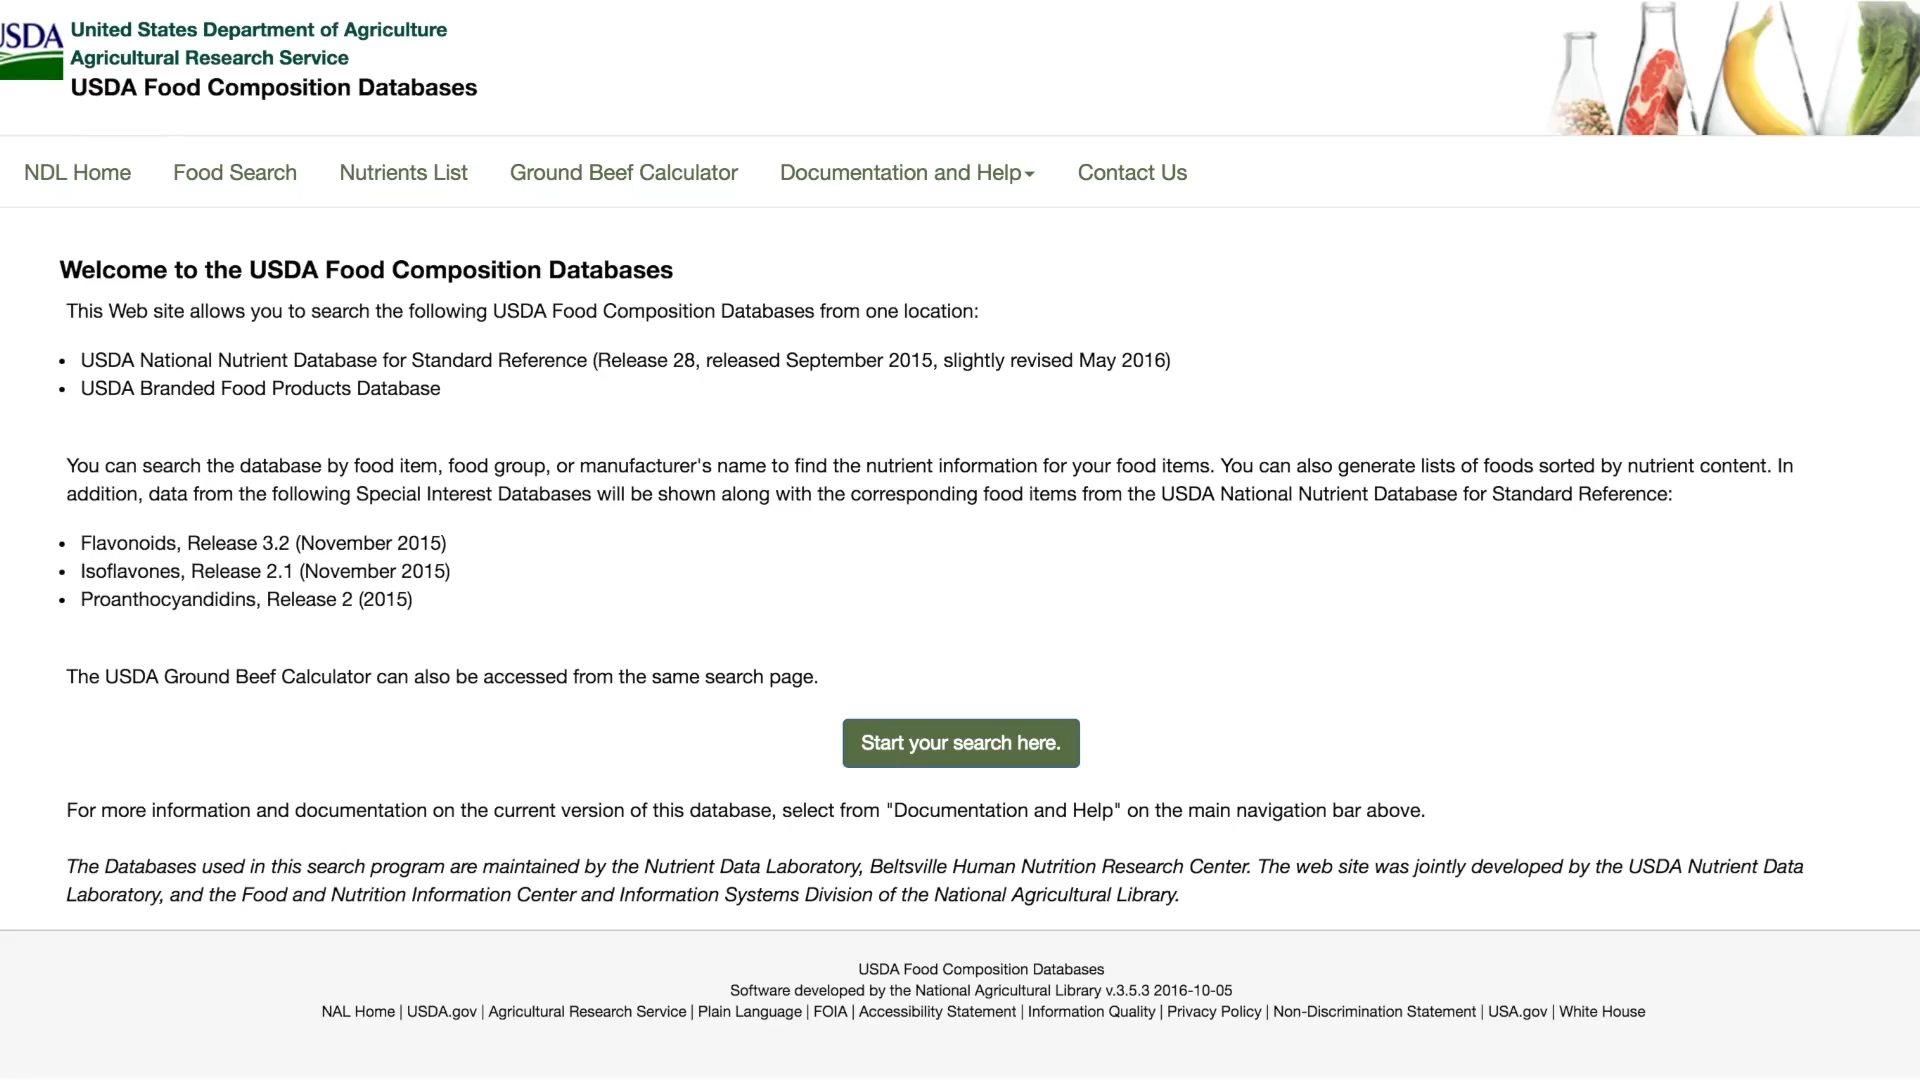 USDA
United States Department of Agriculture
Agricultural Research Service
USDA Food Composition Databases
NDL Home Food Search Nutrients List Ground Beef Calculator Documentation and Help Contact Us
Welcome to the USDA Food Composition Databases
This Web site allows you to search the following USDA Food Composition Databases from one location:
• USDA National Nutrient Database for Standard Reference (Release 28, released September 2015, slightly revised May 2016)
• USDA Branded Food Products Database
You can search the database by food item, food group, or manufacturer's name to find the nutrient information for your food items. You can also generate lists of foods sorted by nutrient content. In
addition, data from the following Special Interest Databases will be shown along with the corresponding food items from the USDA National Nutrient Database for Standard Reference:
• Flavonoids, Release 3.2 (November 2015)
• Isoflavones, Release 2.1 (November 2015)
• Proanthocyandidins, Release 2 (2015)
The USDA Ground Beef Calculator can also be accessed from the same search page.
Start your search here.
For more information and documentation on the current version of this database, select from "Documentation and Help" on the main navigation bar above.
The Databases used in this search program are maintained by the Nutrient Data Laboratory, Beltsville Human Nutrition Research Center. The web site was jointly developed by the USDA Nutrient Data
Laboratory, and the Food and Nutrition Information Center and Information Systems Division of the National Agricultural Library.
USDA Food Composition Databases
Software developed by the National Agricultural Library v.3.5.3 2016-10-05
NAL Home | USDA.gov | Agricultural Research Service | Plain Language | FOIA | Accessibility Statement | Information Quality | Privacy Policy | Non-Discrimination Statement | USA.gov | White House